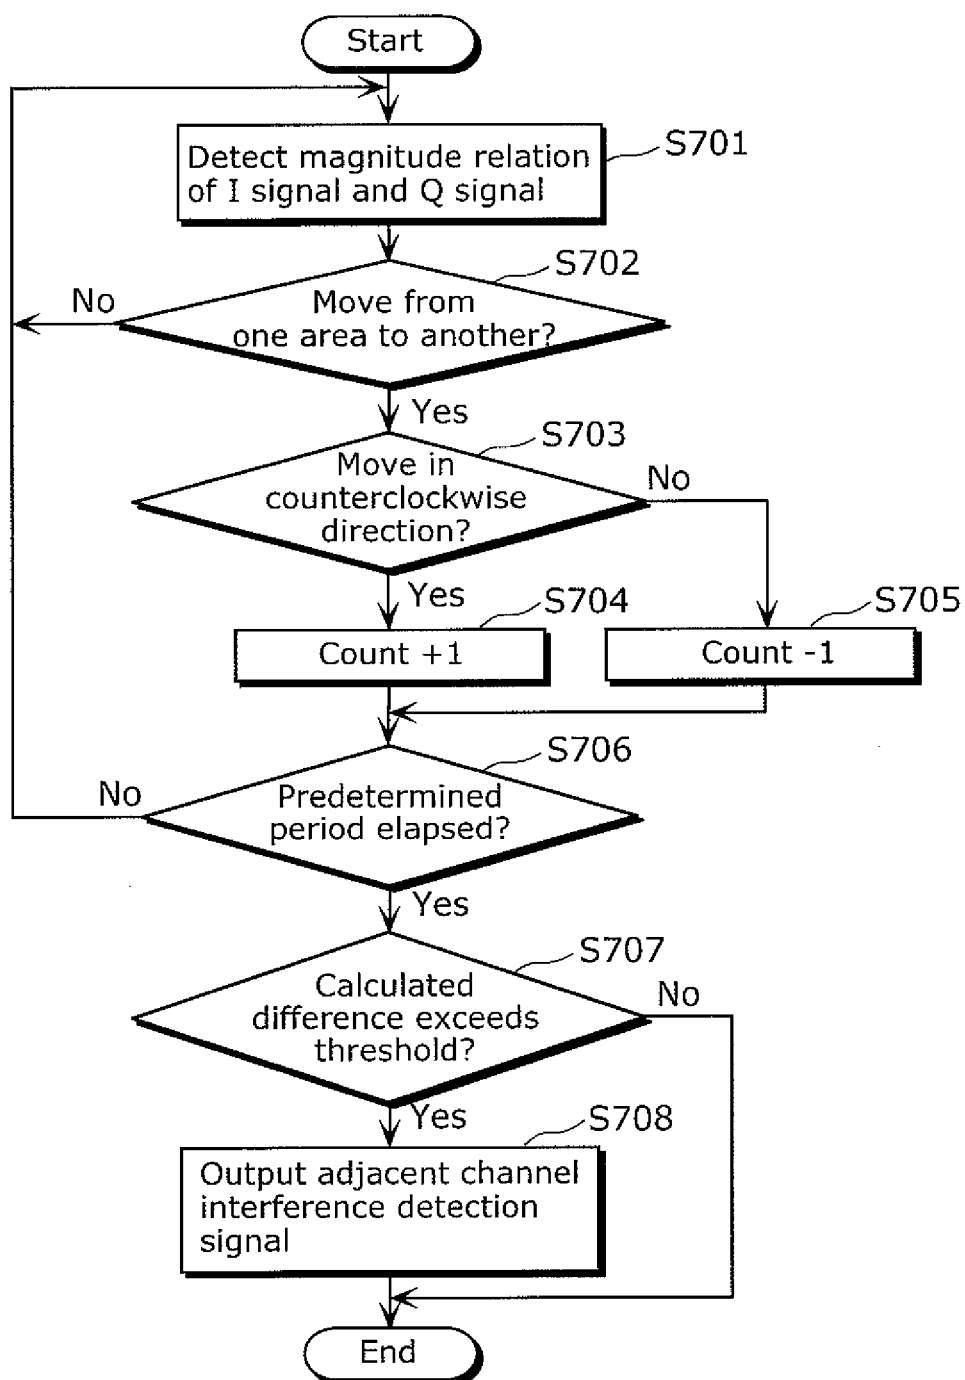 Start
Detect magnitude relation
of I signal and Q signal
S701
S702
No
Move from
one area to another?
Yes
S703
Move in
counterclockwise
direction?
No
Yes
S704
S705
Count +1
Count -1
S706
No
Predetermined
period elapsed?
Yes
S707
Calculated
difference exceeds
threshold?
No
Yes
S708
Output adjacent channel
interference detection
signal
End